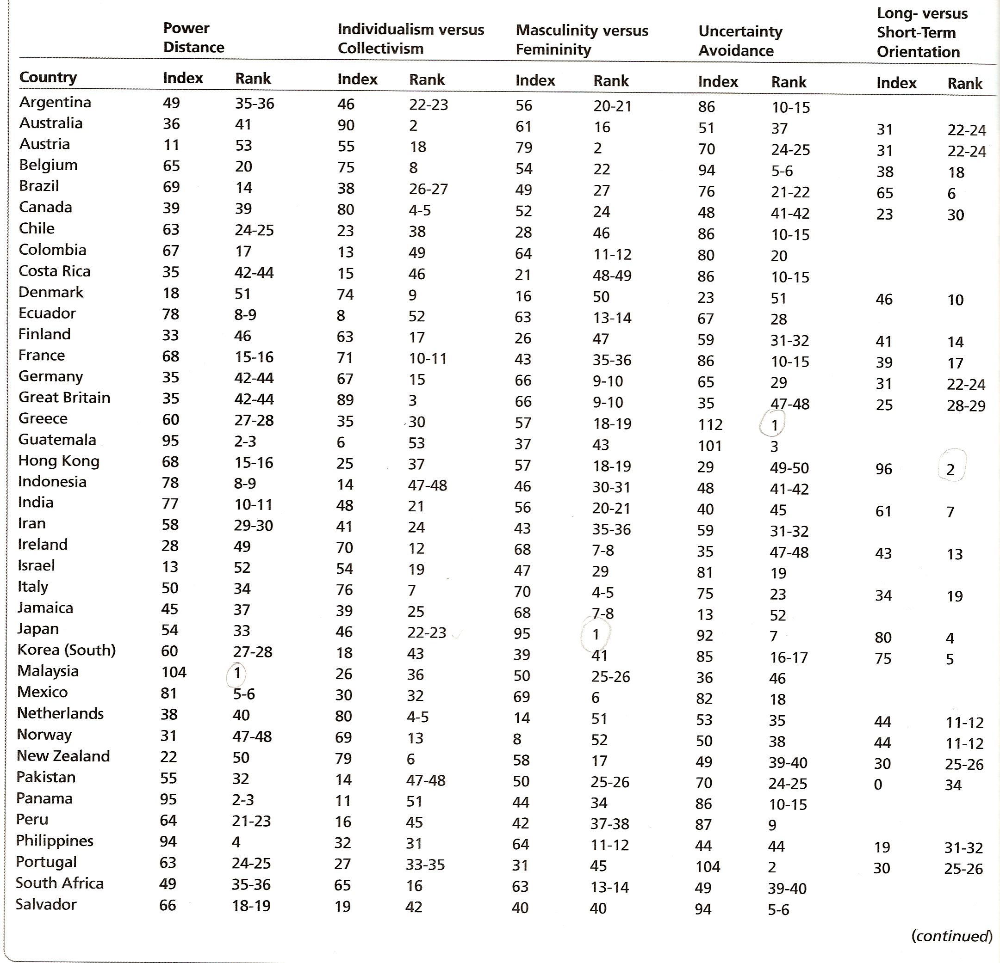 Long- versus
Power Individualism versus Masculinity versus Uncertainty Short-Term
Distance Collectivism Femininity Avoidance Orientation
Country Index Rank Index Rank Index Rank Index Rank Index Rank
Argentina 49 35-36 46 22-23 56 20-21 86 10-15
Australia 36 41 90 2 61 16 51 37 31 22-24
Austria 11 53 55 18 79 2 70 24-25 31 22-24
Belgium 65 20 75 8 54 22 94 5-6 38 18
Brazil 69 14 38 26-27 49 27 76 21-22 65 6
Canada 39 39 80 4-5 52 24 48 41-42 23 30
Chile 63 24-25 23 38 28 46 86 10-15
Colombia 67 17 13 49 64 11-12 80 20
Costa Rica 35 42-44 15 46 21 48-49 86 10-15
Denmark 18 51 74 9 16 50 23 51 46 10
Ecuador 78 8-9 8 52 63 13-14 67 28
Finland 33 46 63 17 26 47 59 31-32 41 14
France 68 15-16 71 10-11 43 35-36 86 10-15 39 17
Germany 35 42-44 67 15 66 9-10 65 29 31 22-24
Great Britain 35 42-44 89 3 66 9-10 35 47-48 25 28-29
Greece 60 27-28 35 30 57 18-19 112 1
Guatemala 95 2-3 6 53 37 43 101 3
Hong Kong 68 15-16 25 37 57 18-19 29 49-50 96 2
Indonesia 78 8-9 14 47-48 46 30-31 48 41-42
India 77 10-11 48 21 56 20-21 40 45 61 7
Iran 58 29-30 41 24 43 35-36 59 31-32
Ireland 28 49 70 12 68 7-8 35 47-48 43 13
Israel 13 52 54 19 47 29 81 19
Italy 50 34 76 7 70 4-5 75 23 34 19
Jamaica 45 37 39 25 68 7-8 13 52
Japan 54 33 46 22-23 95 1 92 7 80 4
Korea (South) 60 27-28 18 43 39 41 85 16-17 75 5
Malaysia 104 1 26 36 50 25-26 36 46
Mexico 81 5-6 30 32 69 6 82 18
Netherlands 38 40 80 4-5 14 51 53 35 44 11-12
Norway 31 47-48 69 13 8 52 50 38 44 11-12
New Zealand 22 50 79 6 58 17 49 39-40 30 25-26
Pakistan 55 32 14 47-48 50 25-26 70 24-25 0 34
Panama 95 2-3 11 51 44 34 86 10-15
Peru 64 21-23 16 45 42 37-38 87 9
Philippines 94 4 32 31 64 11-12 44 44 19 31-32
Portugal 63 24-25 27 33-35 31 45 104 2 30 25-26
South Africa 49 35-36 65 16 63 13-14 49 39-40
Salvador 66 18-19 19 42 40 40 94 5-6
(continued)